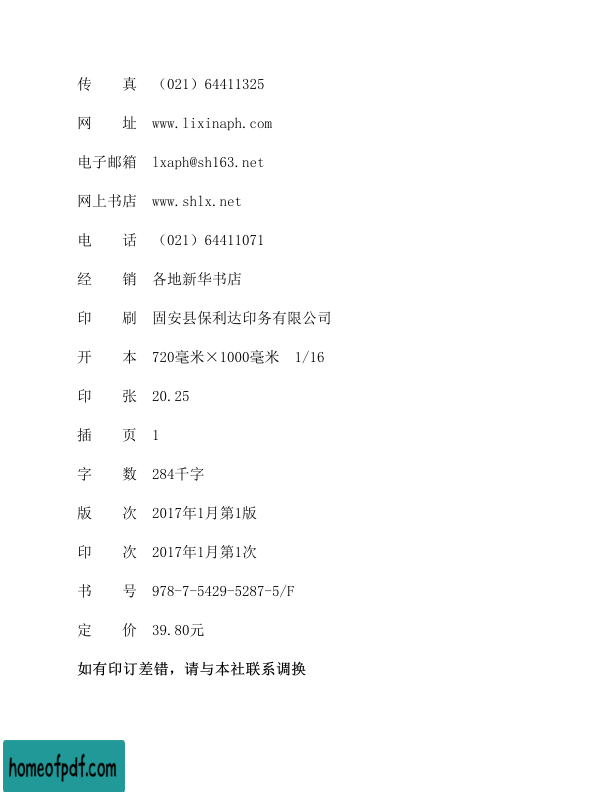 传　　真　（021）64411325
网　　址　www.lixinaph.com
电子邮箱　lxaph@sh163.net
网上书店　www.shlx.net
电　　话　（021）64411071
经　　销　各地新华书店
印　　刷　固安县保利达印务有限公司
开　　本　720毫米×1000毫米　1/16
印　　张　20.25
插　　页　1
字　　数　284千字
版　　次　2017年1月第1版
印　　次　2017年1月第1次
书　　号　978-7-5429-5287-5/F
定　　价　39.80元
如有印订差错，请与本社联系调换
homeofpdf.com